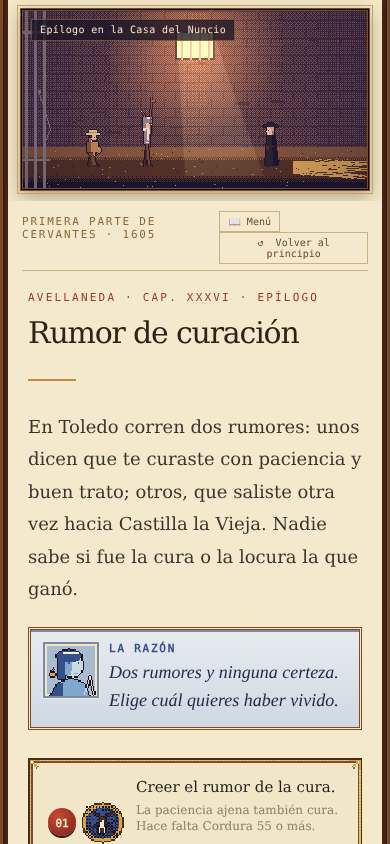 Epílogo en la Casa del Nuncio
PRIMERA PARTE DE
CERVANTES · 1605
📖 Menú
↺ Volver al
principio
AVELLANEDA · CAP. XXXVI · EPÍLOGO
Rumor de curación
En Toledo corren dos rumores: unos
dicen que te curaste con paciencia y
buen trato; otros, que saliste otra
vez hacia Castilla la Vieja. Nadie
sabe si fue la cura o la locura la que
ganó.
LA RAZÓN
Dos rumores y ninguna certeza.
Elige cuál quieres haber vivido.
01
Creer el rumor de la cura.
La paciencia ajena también cura.
Hace falta Cordura 55 o más.